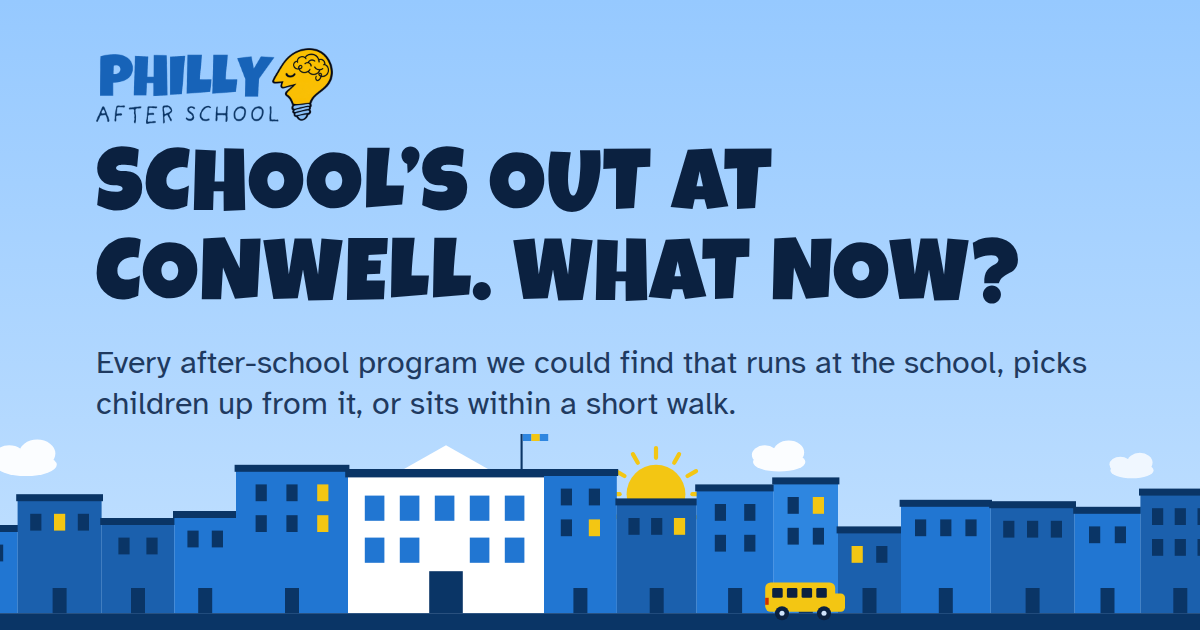 PHILLY
AFTER SCHOOL
SCHOOL’S OUT AT
CONWELL. WHAT NOW?
Every after-school program we could find that runs at the school, picks
children up from it, or sits within a short walk.